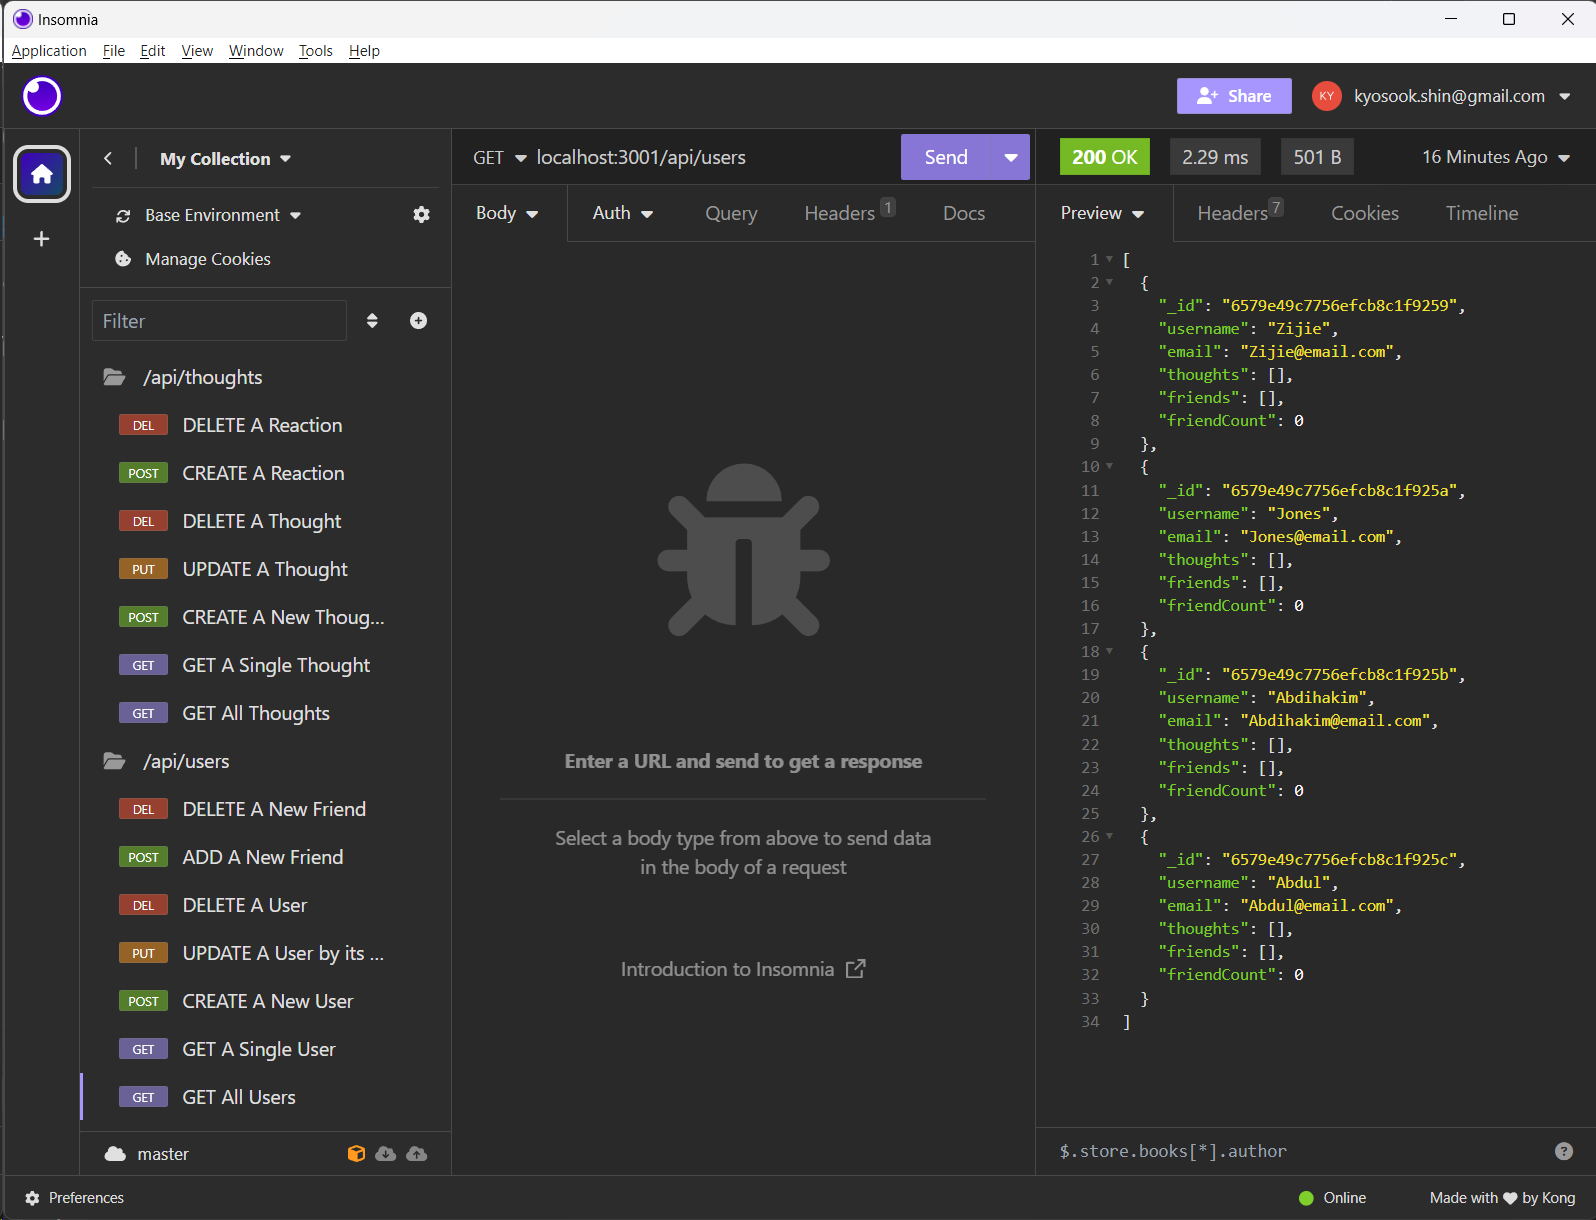 Insomnia
Application File Edit View Window Tools Help
Share
KY
kyosook.shin@gmail.com
My Collection
Base Environment
Manage Cookies
Filter
/api/thoughts
DEL DELETE A Reaction
POST CREATE A Reaction
DEL DELETE A Thought
PUT UPDATE A Thought
POST CREATE A New Thoug...
GET GET A Single Thought
GET GET All Thoughts
/api/users
DEL DELETE A New Friend
POST ADD A New Friend
DEL DELETE A User
PUT UPDATE A User by its ...
POST CREATE A New User
GET GET A Single User
GET GET All Users
master
GET localhost:3001/api/users
Send
Body Auth Query Headers 1 Docs
Enter a URL and send to get a response
Select a body type from above to send data
in the body of a request
Introduction to Insomnia
200 OK 2.29 ms 501 B 16 Minutes Ago
Preview Headers 7 Cookies Timeline
1 [
2 {
3 "_id": "6579e49c7756efcb8c1f9259",
4 "username": "Zijie",
5 "email": "Zijie@email.com",
6 "thoughts": [],
7 "friends": [],
8 "friendCount": 0
9 },
10 {
11 "_id": "6579e49c7756efcb8c1f925a",
12 "username": "Jones",
13 "email": "Jones@email.com",
14 "thoughts": [],
15 "friends": [],
16 "friendCount": 0
17 },
18 {
19 "_id": "6579e49c7756efcb8c1f925b",
20 "username": "Abdihakim",
21 "email": "Abdihakim@email.com",
22 "thoughts": [],
23 "friends": [],
24 "friendCount": 0
25 },
26 {
27 "_id": "6579e49c7756efcb8c1f925c",
28 "username": "Abdul",
29 "email": "Abdul@email.com",
30 "thoughts": [],
31 "friends": [],
32 "friendCount": 0
33 }
34 ]
$.store.books[*].author
?
Preferences
Online
Made with ♥ by Kong